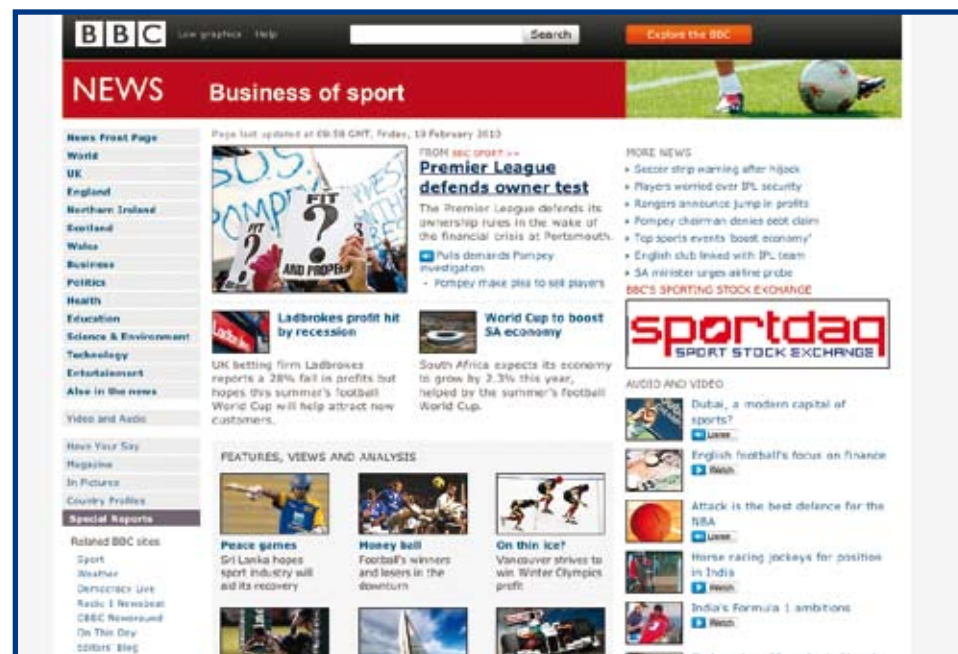 BBC
Low graphics Help
Search
Explore the BBC
NEWS
Business of sport
Page last updated at 09:58 GMT, Friday, 19 February 2010
News Front Page
World
UK
England
Northern Ireland
Scotland
Wales
Business
Politics
Health
Education
Science & Environment
Technology
Entertainment
Also in the news
Video and Audio
Have Your Say
Magazine
In Pictures
Country Profiles
Special Reports
Related BBC sites
Sport
Weather
Democracy Live
Radio 1 Newsbeat
CBBC Newsround
On This Day
Editors' Blog
SOS
POMP
FIT
?
FIT
?
AND PROPER
FROM BBC SPORT >>
Premier League
defends owner test
The Premier League defends its
ownership rules in the wake of
the financial crisis at Portsmouth.
Pulis demands Pompey
investigation
- Pompey make plea to sell players
Ladbrokes
Ladbrokes profit hit
by recession
UK betting firm Ladbrokes
reports a 28% fall in profits but
hopes this summer's football
World Cup will help attract new
customers.
World Cup to boost
SA economy
South Africa expects its economy
to grow by 2.3% this year,
helped by the summer's football
World Cup.
FEATURES, VIEWS AND ANALYSIS
Peace games
Sri Lanka hopes
sport industry will
aid its recovery
Money ball
Football's winners
and losers in the
downturn
On thin ice?
Vancouver strives to
win Winter Olympics
profit
MORE NEWS
Soccer strip warning after hijack
Players worried over IPL security
Rangers announce jump in profits
Pompey chairman denies debt claim
Top sports events 'boost economy'
English club linked with IPL team
SA minister urges airline probe
BBC'S SPORTING STOCK EXCHANGE
sportdaq
SPORT STOCK EXCHANGE
AUDIO AND VIDEO
Dubai, a modern capital of
sports?
Listen
English football's focus on finance
Watch
Attack is the best defence for the
NBA
Listen
Horse racing jockeys for position
in India
Watch
India's Formula 1 ambitions
Watch